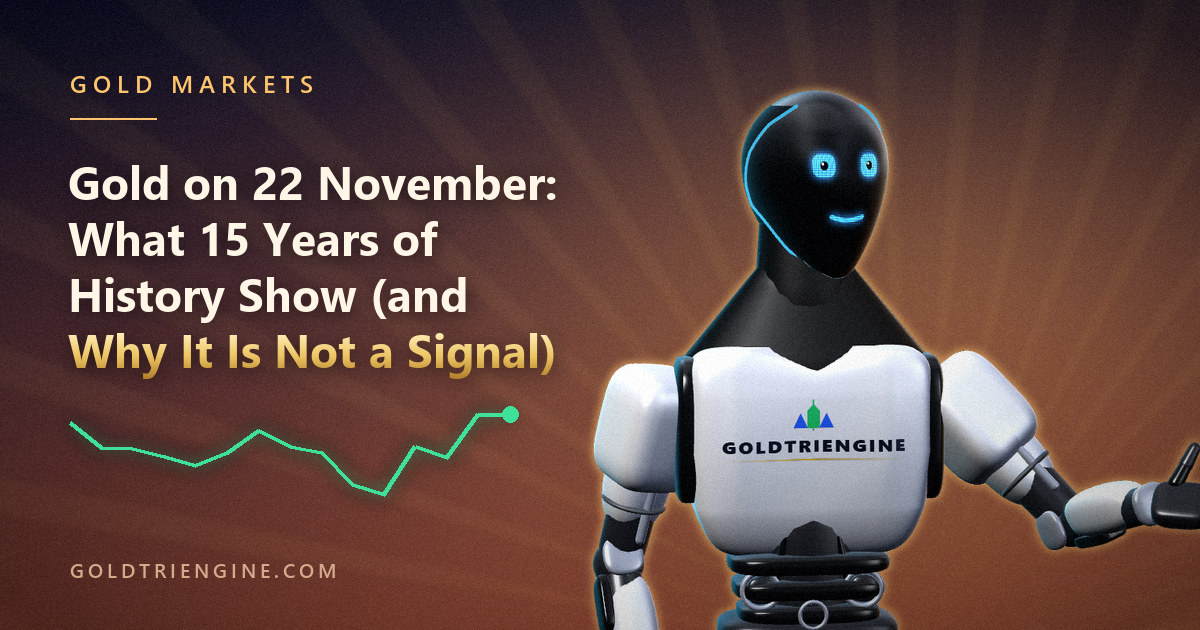 GOLD MARKETS
Gold on 22 November:
What 15 Years of
History Show (and
Why It Is Not a Signal)
GOLDTRIENGINE
GOLDTRIENGINE.COM